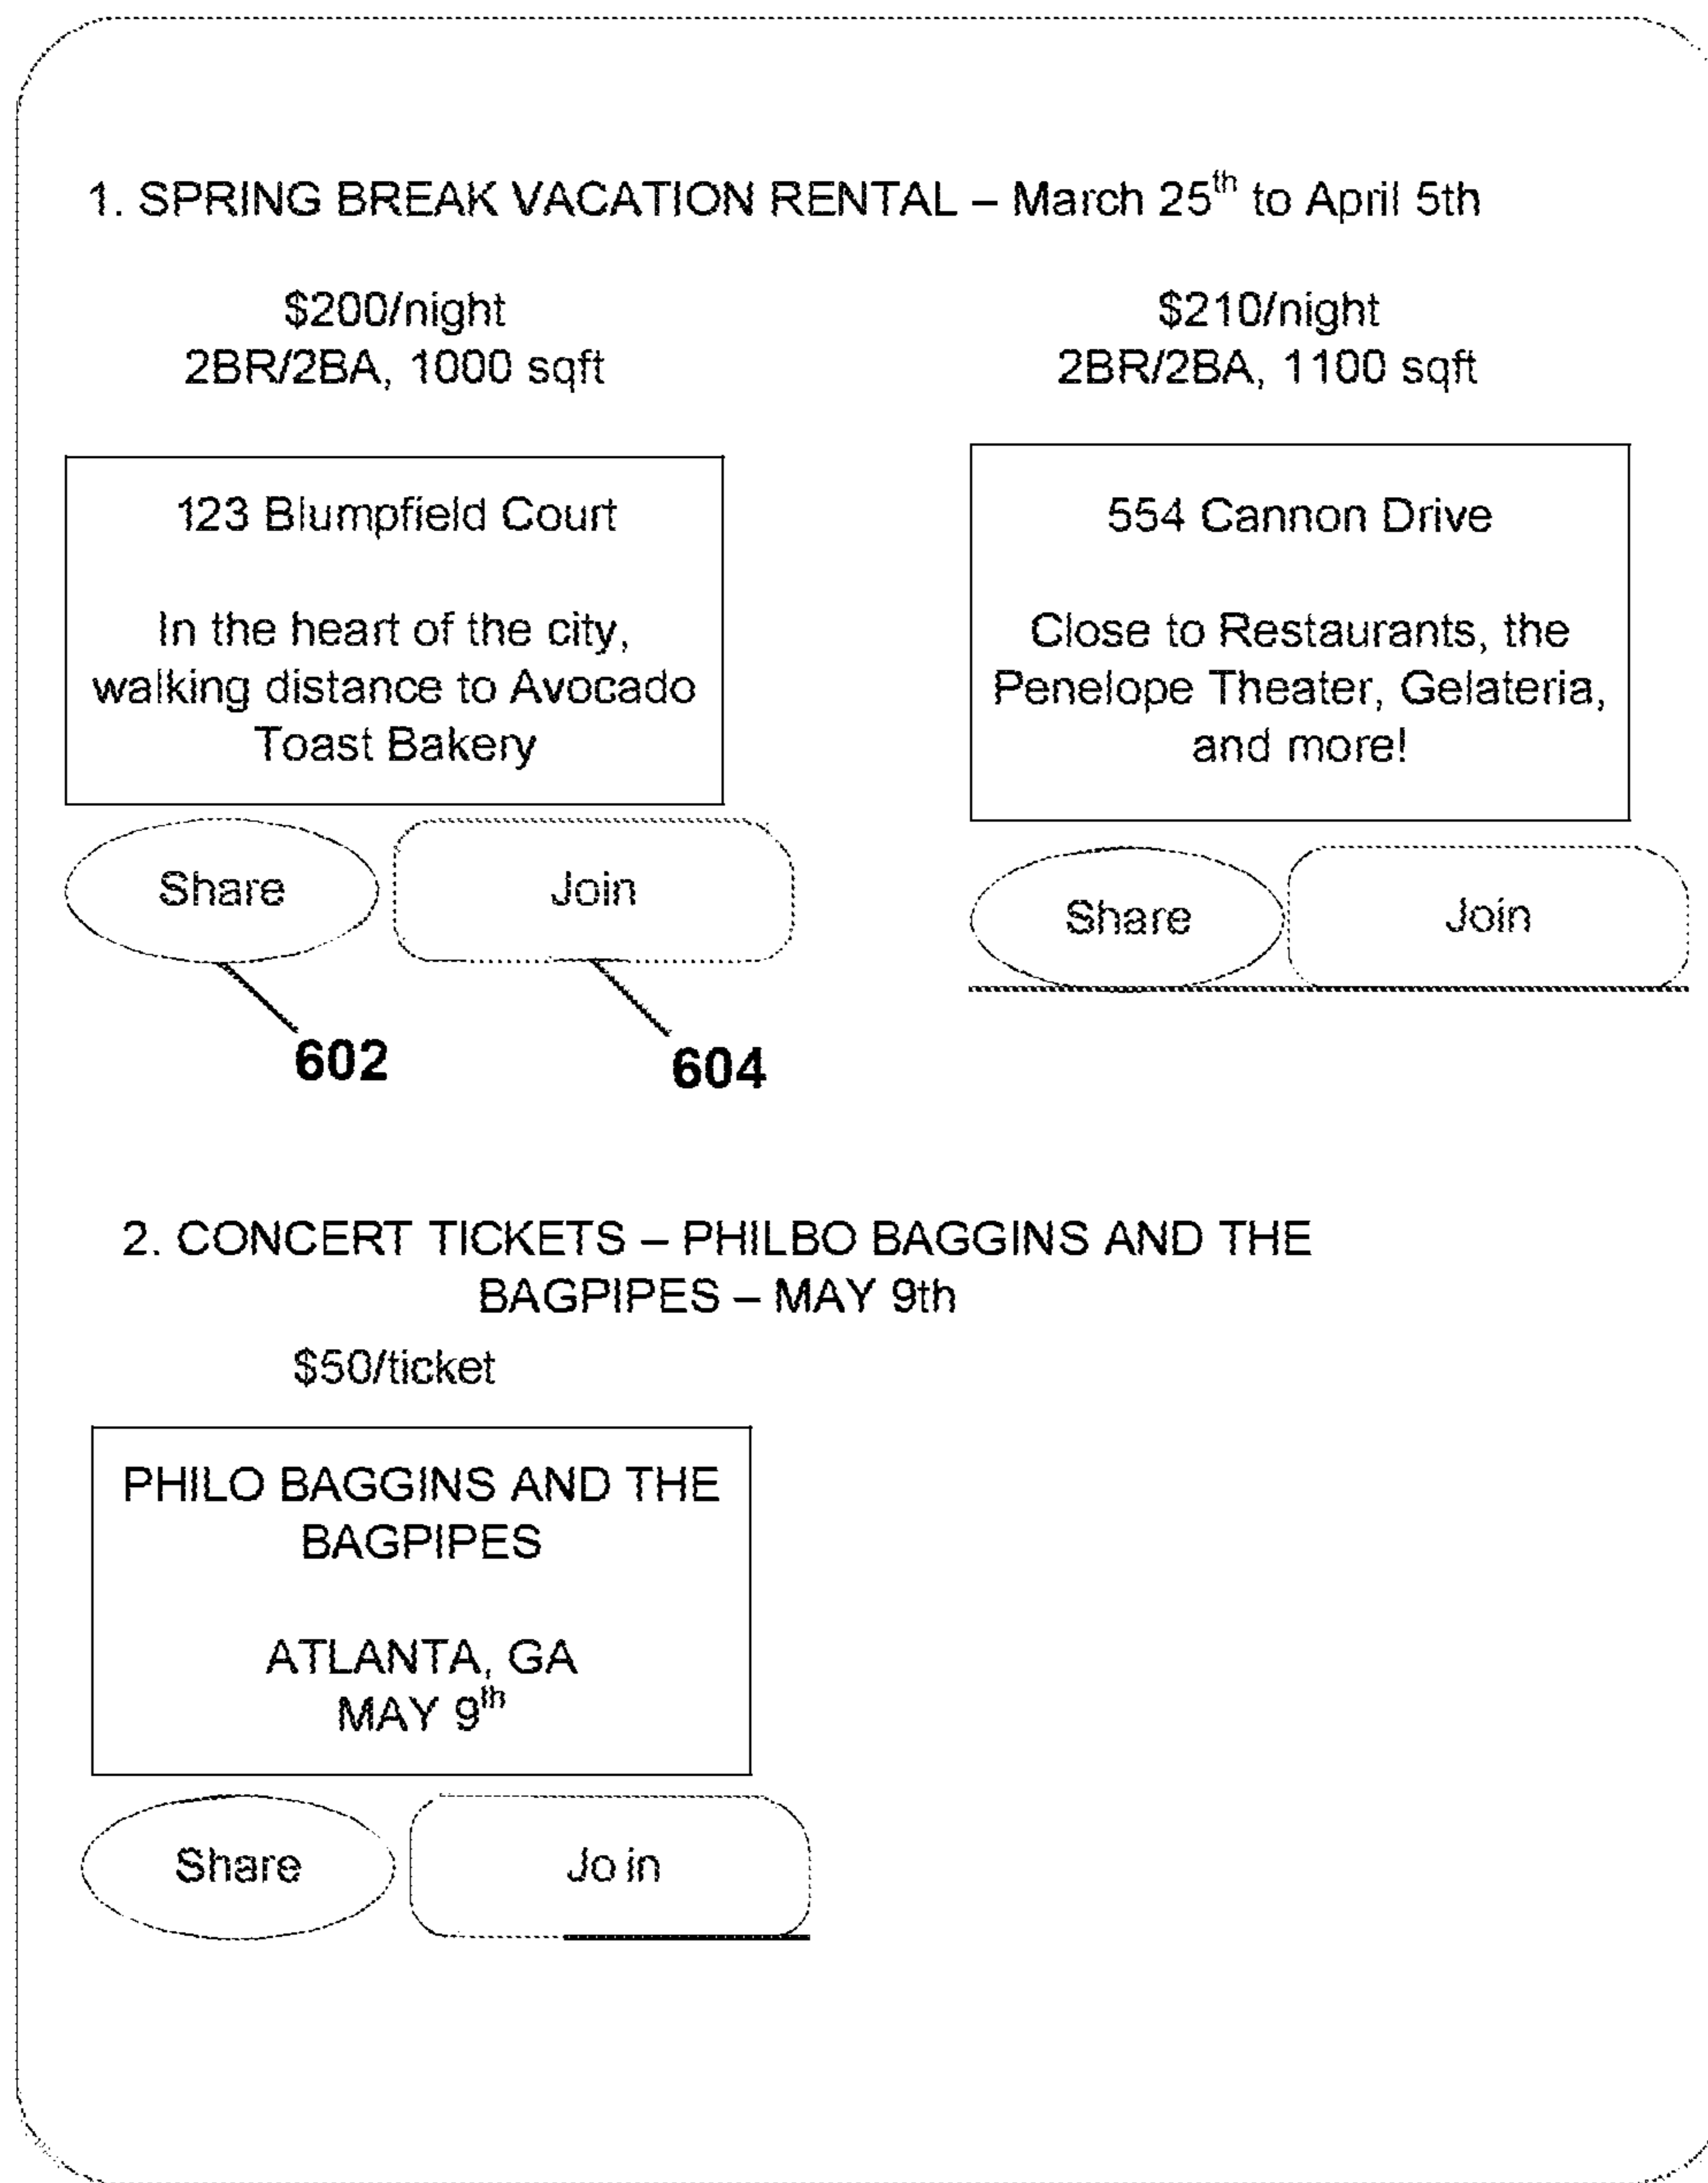 1. SPRING BREAK VACATION RENTAL – March 25th to April 5th
$200/night
2BR/2BA, 1000 sqft
123 Blumpfield Court
In the heart of the city,
walking distance to Avocado
Toast Bakery
Share
Join
602
604
$210/night
2BR/2BA, 1100 sqft
554 Cannon Drive
Close to Restaurants, the
Penelope Theater, Gelateria,
and more!
Share
Join
2. CONCERT TICKETS – PHILBO BAGGINS AND THE
BAGPIPES – MAY 9th
$50/ticket
PHILO BAGGINS AND THE
BAGPIPES
ATLANTA, GA
MAY 9th
Share
Join